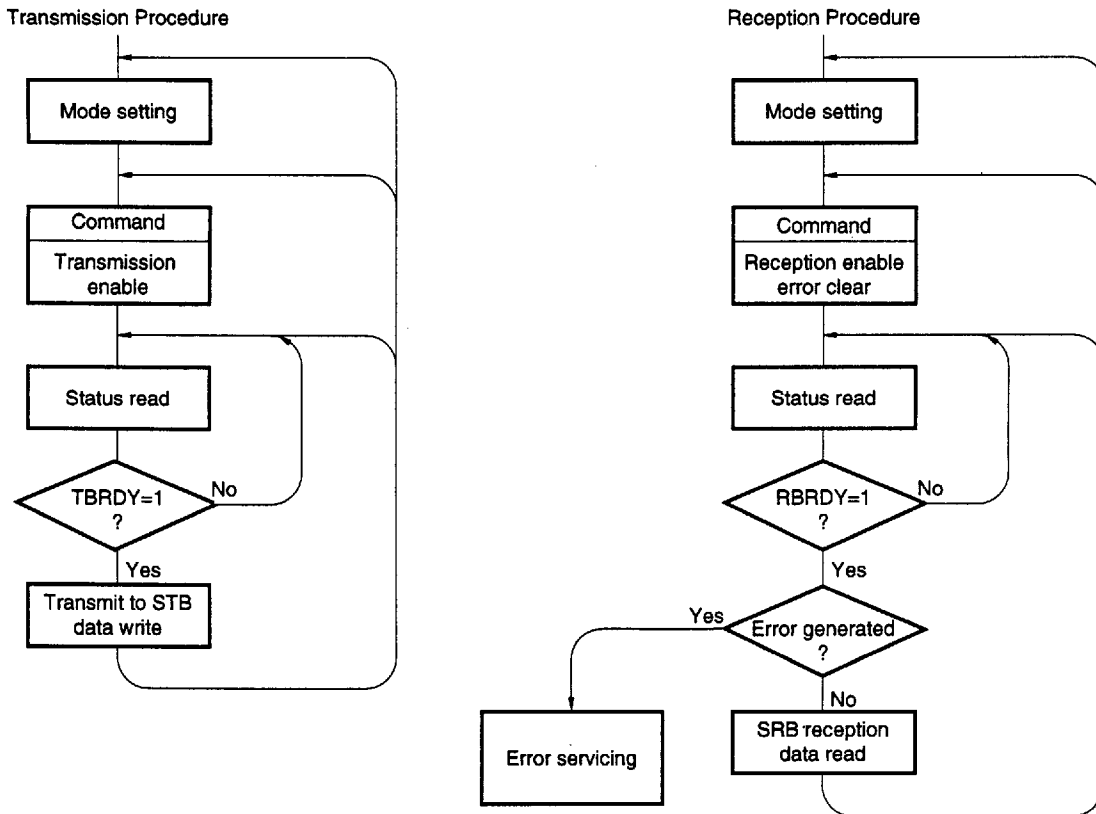 Transmission Procedure
Mode setting
Command
Transmission
enable
Status read
TBRDY=1
?
No
Yes
Transmit to STB
data write
Reception Procedure
Mode setting
Command
Reception enable
error clear
Status read
RBRDY=1
?
No
Yes
Error generated
?
Yes
No
Error servicing
SRB reception
data read